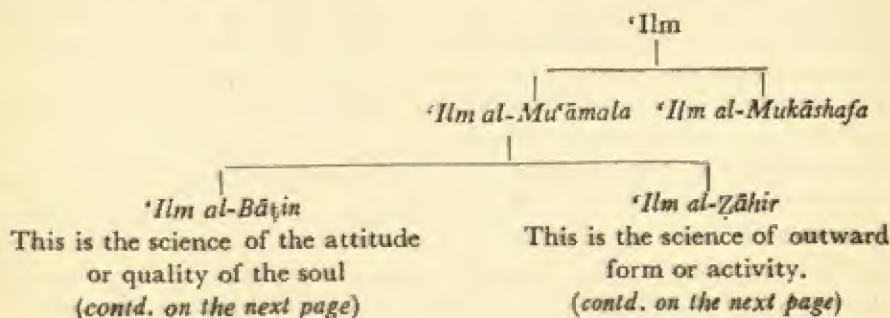 ‘Ilm
‘Ilm al-Mu‘āmala ‘Ilm al-Mukāshafa
‘Ilm al-Bāṭin
This is the science of the attitude
or quality of the soul
(contd. on the next page)
‘Ilm al-Ẓāhir
This is the science of outward
form or activity.
(contd. on the next page)